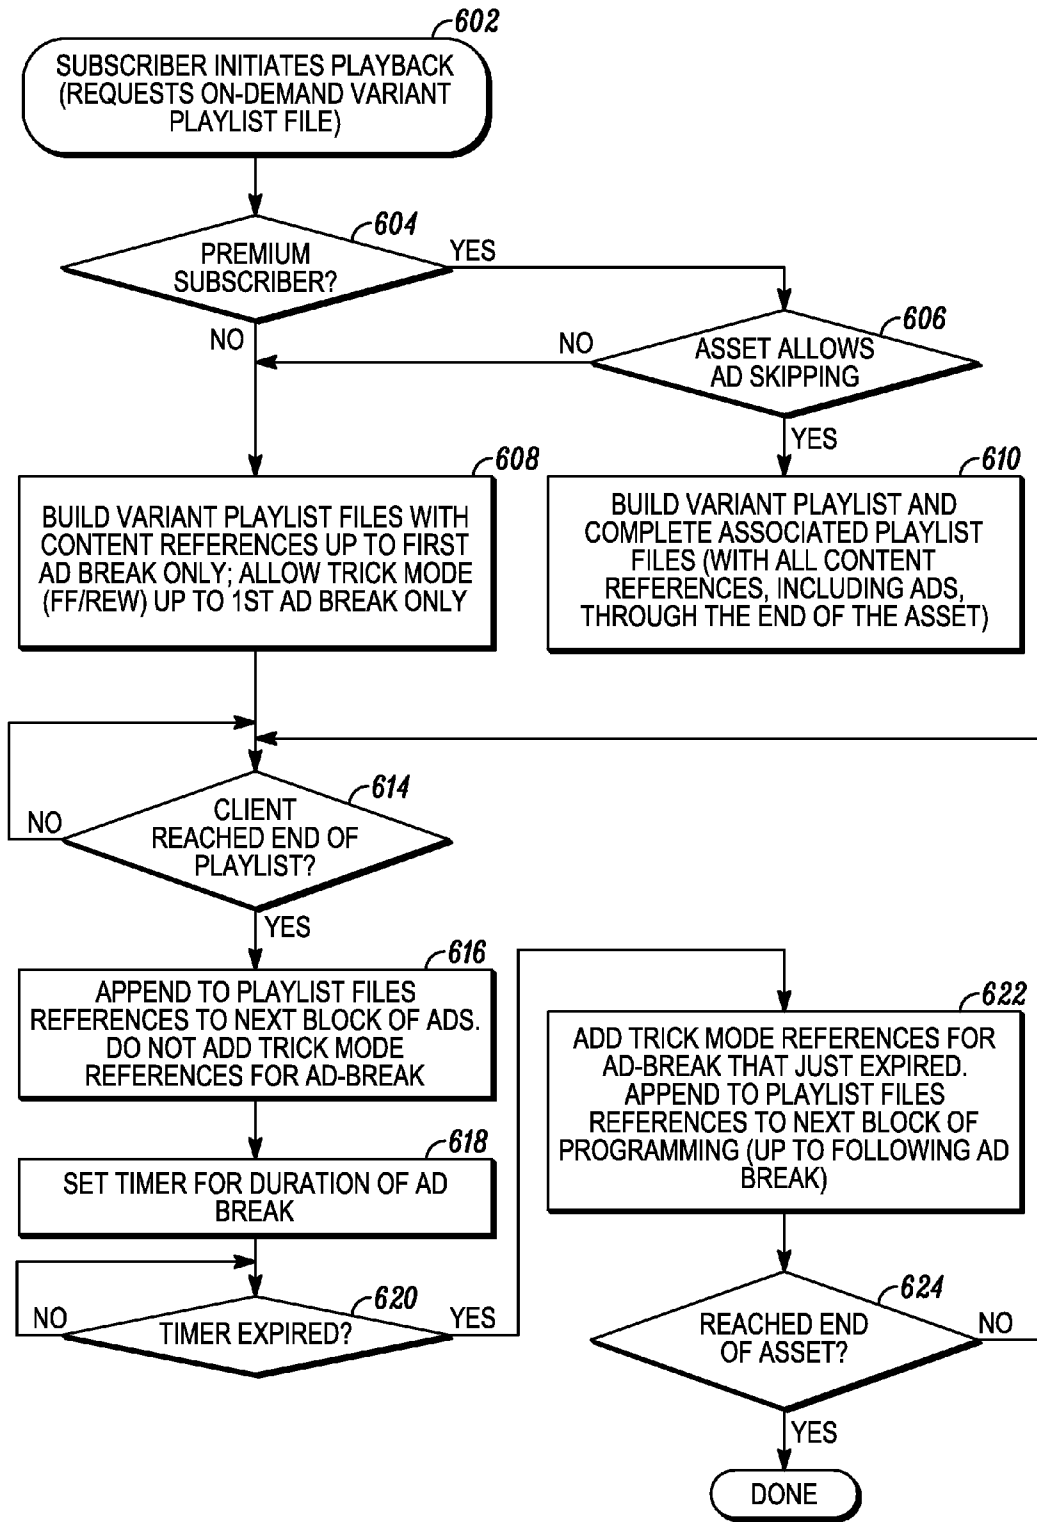 602
SUBSCRIBER INITIATES PLAYBACK
(REQUESTS ON-DEMAND VARIANT
PLAYLIST FILE)
604
PREMIUM
SUBSCRIBER?
YES
NO
606
ASSET ALLOWS
AD SKIPPING
NO
YES
608
BUILD VARIANT PLAYLIST FILES WITH
CONTENT REFERENCES UP TO FIRST
AD BREAK ONLY; ALLOW TRICK MODE
(FF/REW) UP TO 1ST AD BREAK ONLY
610
BUILD VARIANT PLAYLIST AND
COMPLETE ASSOCIATED PLAYLIST
FILES (WITH ALL CONTENT
REFERENCES, INCLUDING ADS,
THROUGH THE END OF THE ASSET)
614
CLIENT
REACHED END OF
PLAYLIST?
NO
YES
616
APPEND TO PLAYLIST FILES
REFERENCES TO NEXT BLOCK OF ADS.
DO NOT ADD TRICK MODE
REFERENCES FOR AD-BREAK
618
SET TIMER FOR DURATION OF AD
BREAK
620
TIMER EXPIRED?
NO
YES
622
ADD TRICK MODE REFERENCES FOR
AD-BREAK THAT JUST EXPIRED.
APPEND TO PLAYLIST FILES
REFERENCES TO NEXT BLOCK OF
PROGRAMMING (UP TO FOLLOWING AD
BREAK)
624
REACHED END
OF ASSET?
NO
YES
DONE